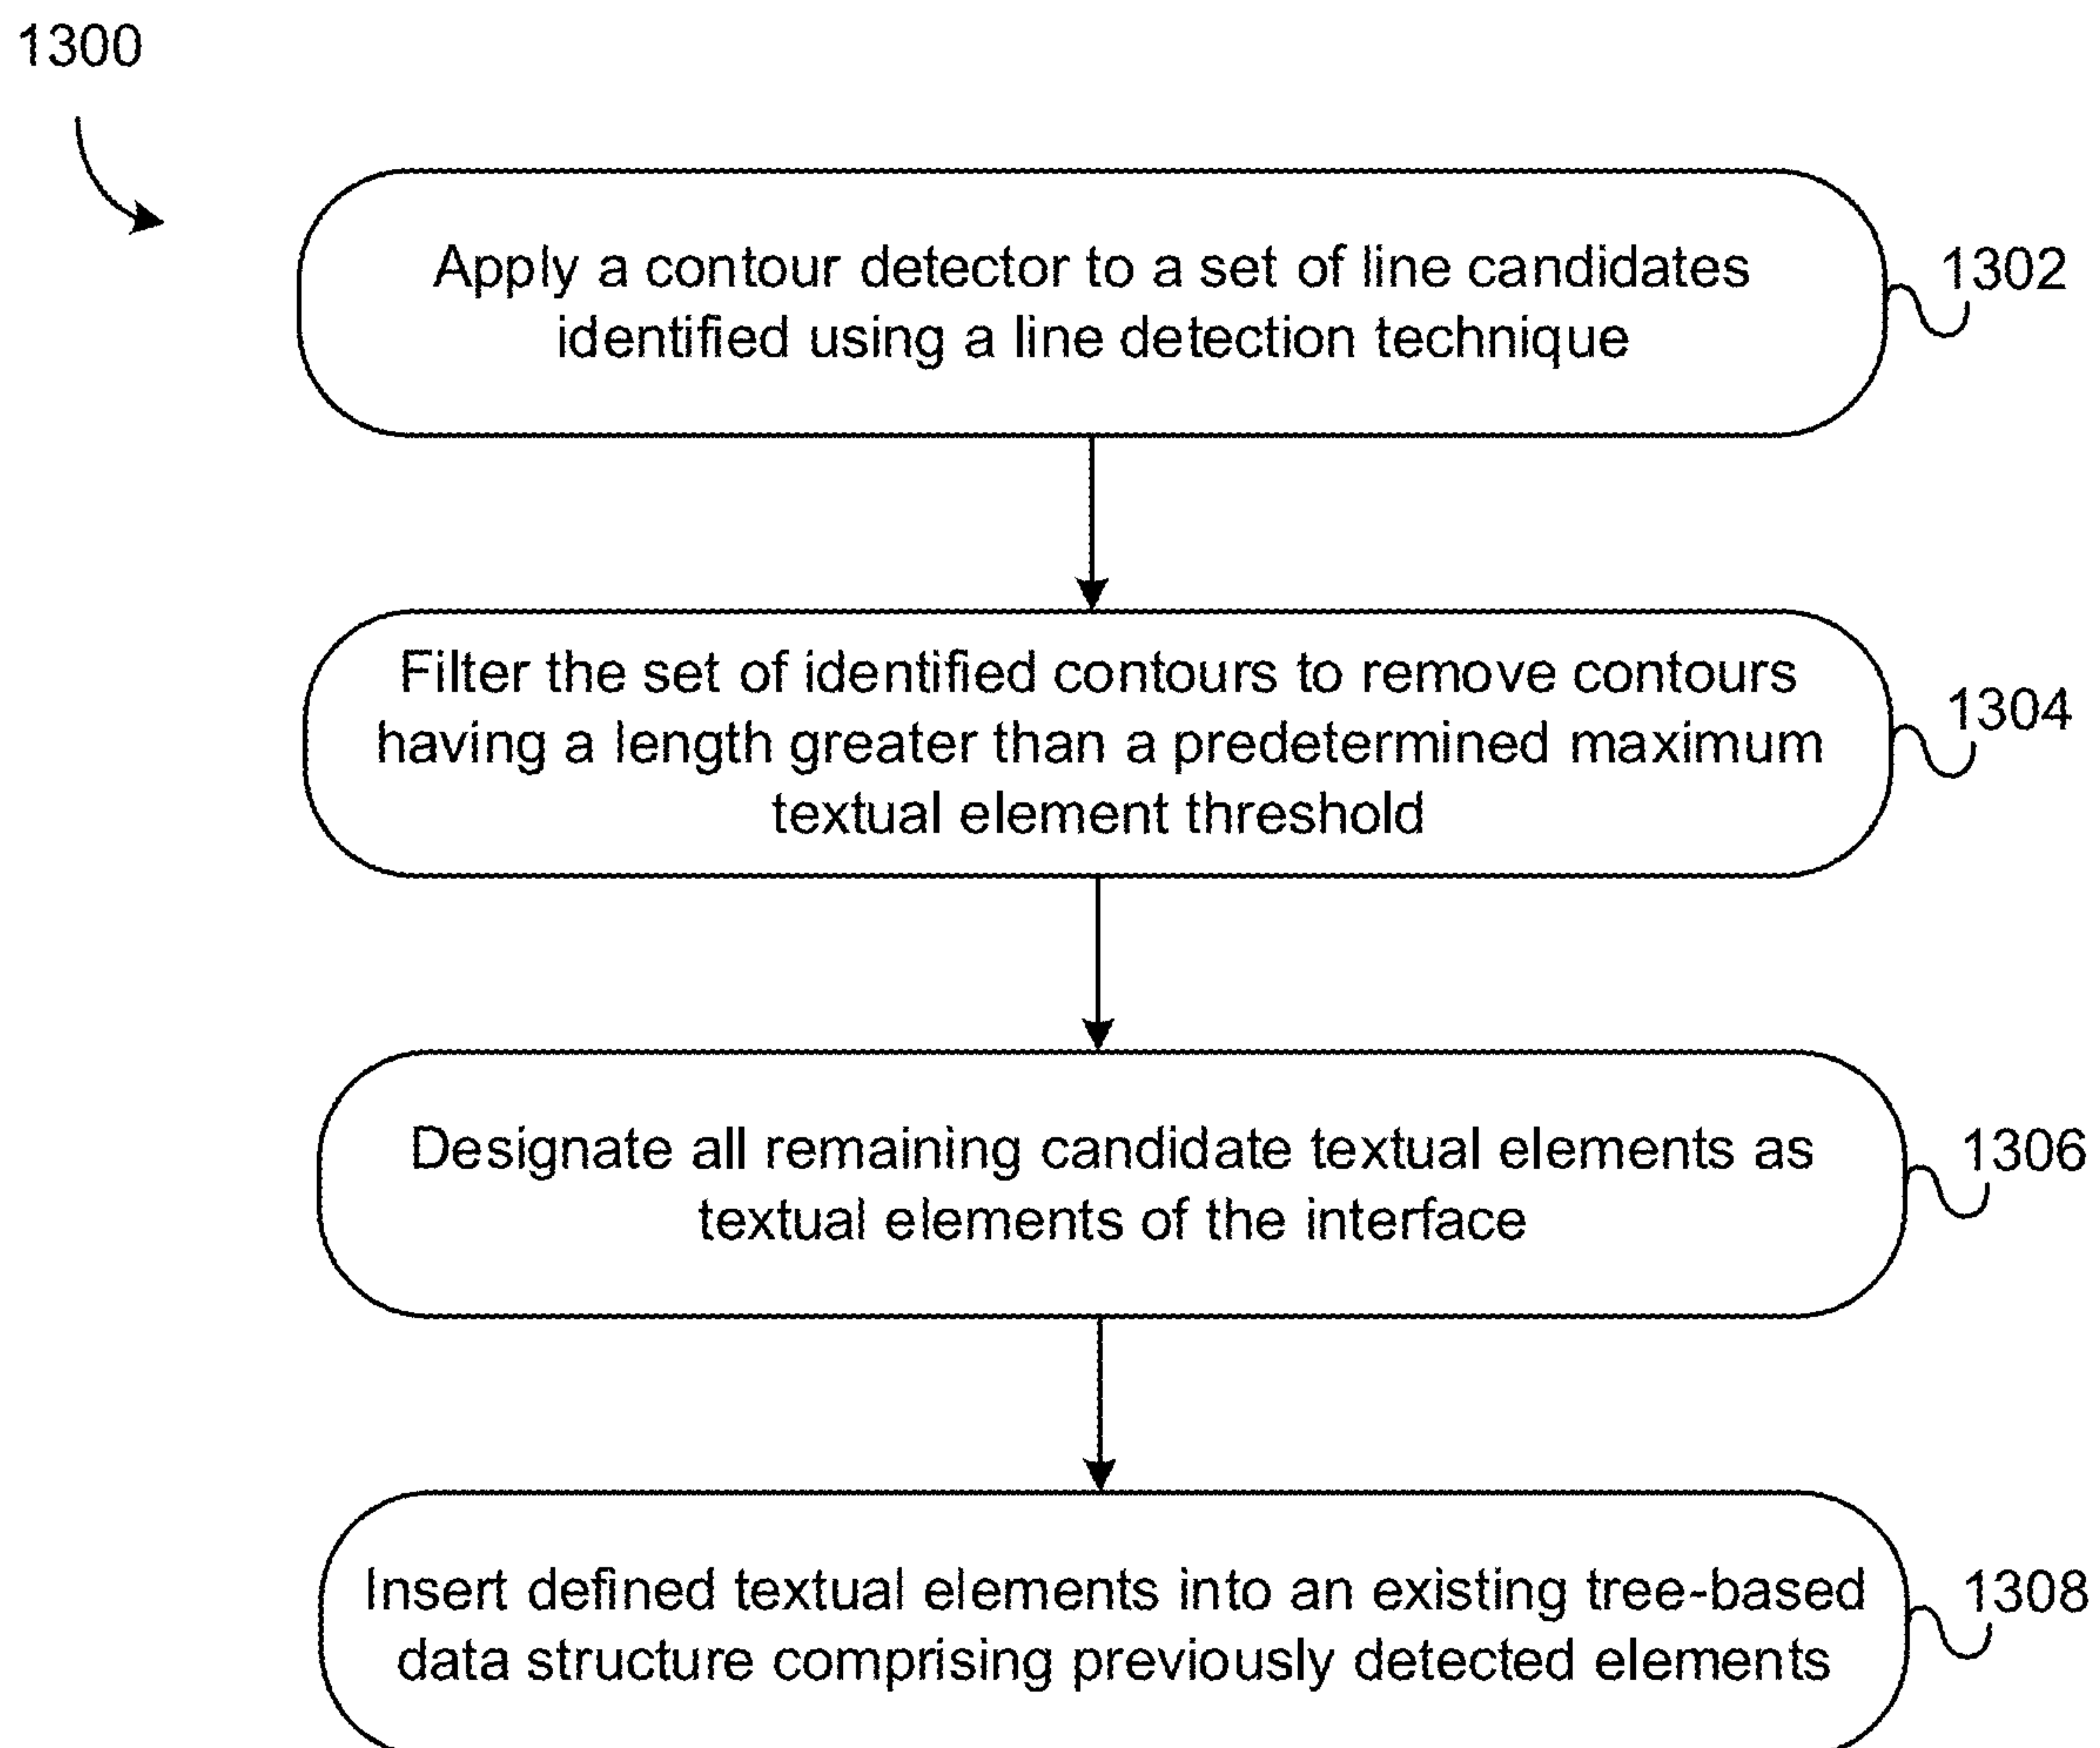 1300
Apply a contour detector to a set of line candidates
identified using a line detection technique
1302
Filter the set of identified contours to remove contours
having a length greater than a predetermined maximum
textual element threshold
1304
Designate all remaining candidate textual elements as
textual elements of the interface
1306
Insert defined textual elements into an existing tree-based
data structure comprising previously detected elements
1308